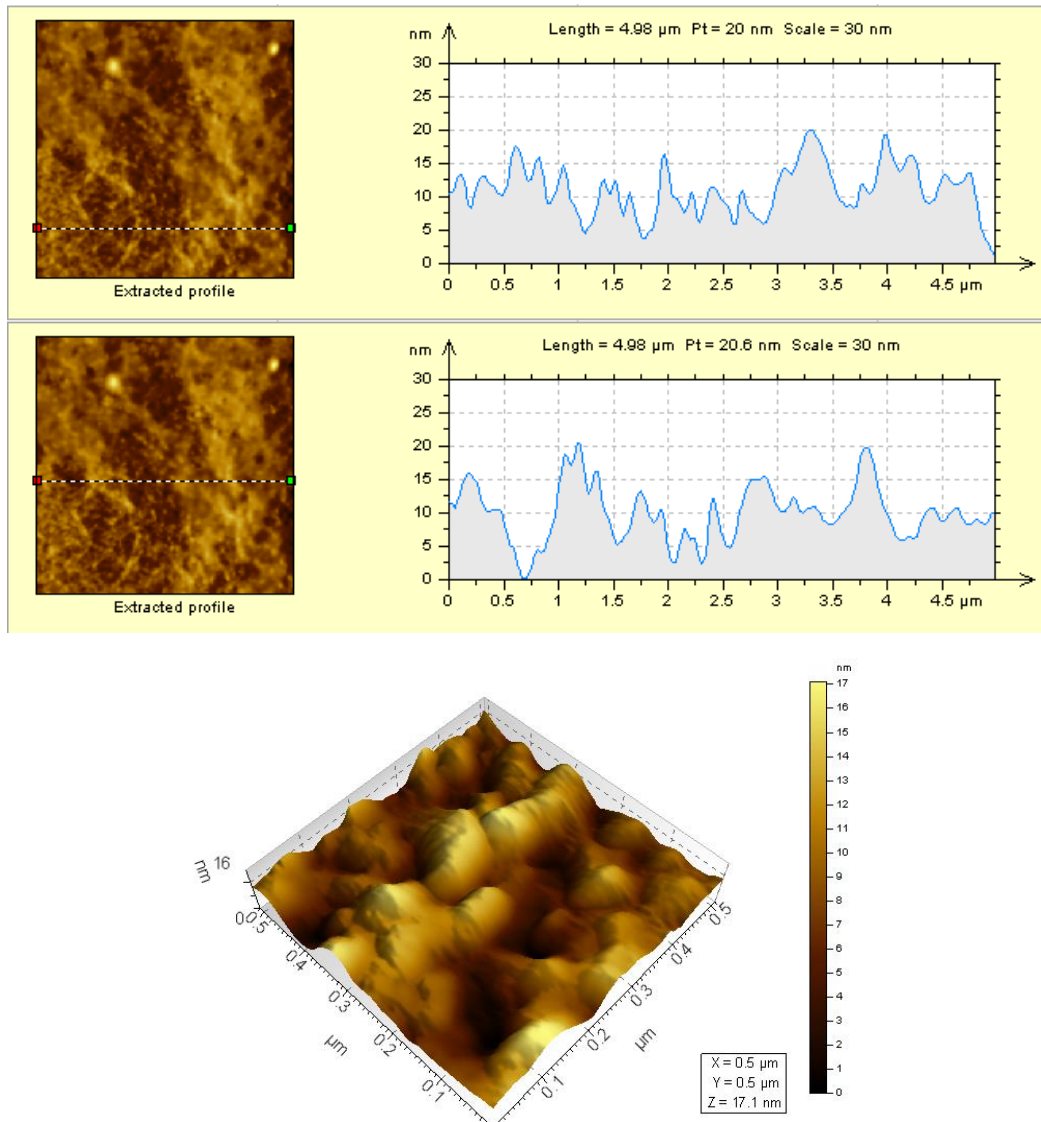 Length = 4.98 µm  Pt = 20 nm  Scale = 30 nm
nm
30
25
20
15
10
5
0
0 0.5 1 1.5 2 2.5 3 3.5 4 4.5 µm
Extracted profile
Length = 4.98 µm  Pt = 20.6 nm  Scale = 30 nm
nm
30
25
20
15
10
5
0
0 0.5 1 1.5 2 2.5 3 3.5 4 4.5 µm
Extracted profile
nm
17
16
15
14
13
12
11
10
9
8
7
6
5
4
3
2
1
0
nm
16
0
0.5
0.4
0.3
0.2
0.1
µm
0.5
0.4
0.3
0.2
0.1
µm
X = 0.5 µm
Y = 0.5 µm
Z = 17.1 nm